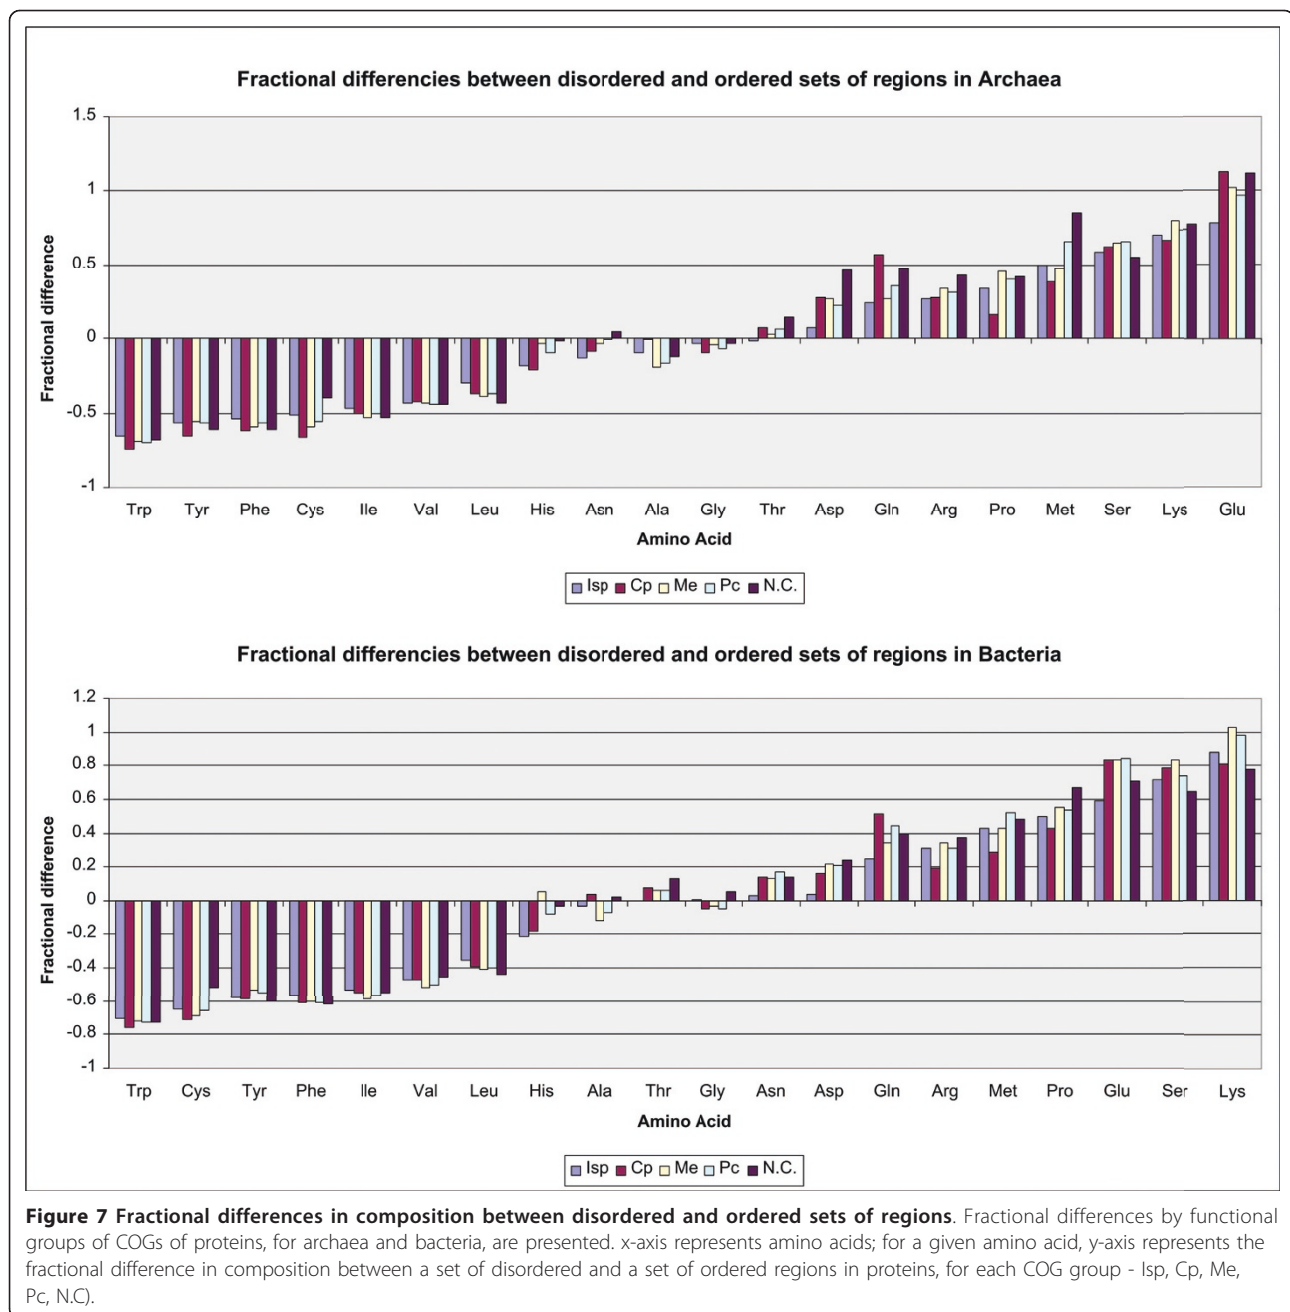 Fractional differencies between disordered and ordered sets of regions in Archaea
1.5
1
0.5
0
-0.5
-1
Fractional difference
Trp Tyr Phe Cys Ile Val Leu His Asn Ala Gly Thr Asp Gln Arg Pro Met Ser Lys Glu
Amino Acid
Isp Cp Me Pc N.C.
Fractional differencies between disordered and ordered sets of regions in Bacteria
1.2
1
0.8
0.6
0.4
0.2
0
-0.2
-0.4
-0.6
-0.8
-1
Fractional difference
Trp Cys Tyr Phe Ile Val Leu His Ala Thr Gly Asn Asp Gln Arg Met Pro Glu Ser Lys
Amino Acid
Isp Cp Me Pc N.C.
Figure 7 Fractional differences in composition between disordered and ordered sets of regions. Fractional differences by functional
groups of COGs of proteins, for archaea and bacteria, are presented. x-axis represents amino acids; for a given amino acid, y-axis represents the
fractional difference in composition between a set of disordered and a set of ordered regions in proteins, for each COG group - Isp, Cp, Me,
Pc, N.C).